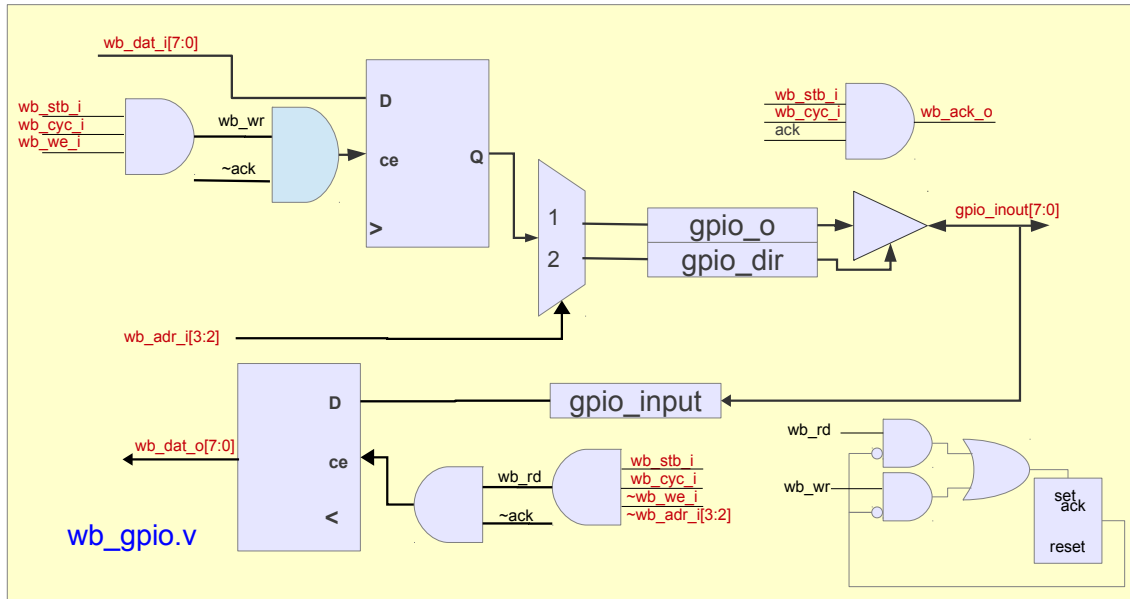 wb_dat_i[7:0]
wb_stb_i
wb_cyc_i
wb_we_i
wb_wr
~ack
D
ce
Q
>
1
2
gpio_o
gpio_dir
gpio_inout[7:0]
wb_stb_i
wb_cyc_i
ack
wb_ack_o
wb_adr_i[3:2]
D
ce
<
gpio_input
wb_dat_o[7:0]
wb_rd
~ack
wb_stb_i
wb_cyc_i
~wb_we_i
~wb_adr_i[3:2]
wb_rd
wb_wr
set
ack
reset
wb_gpio.v